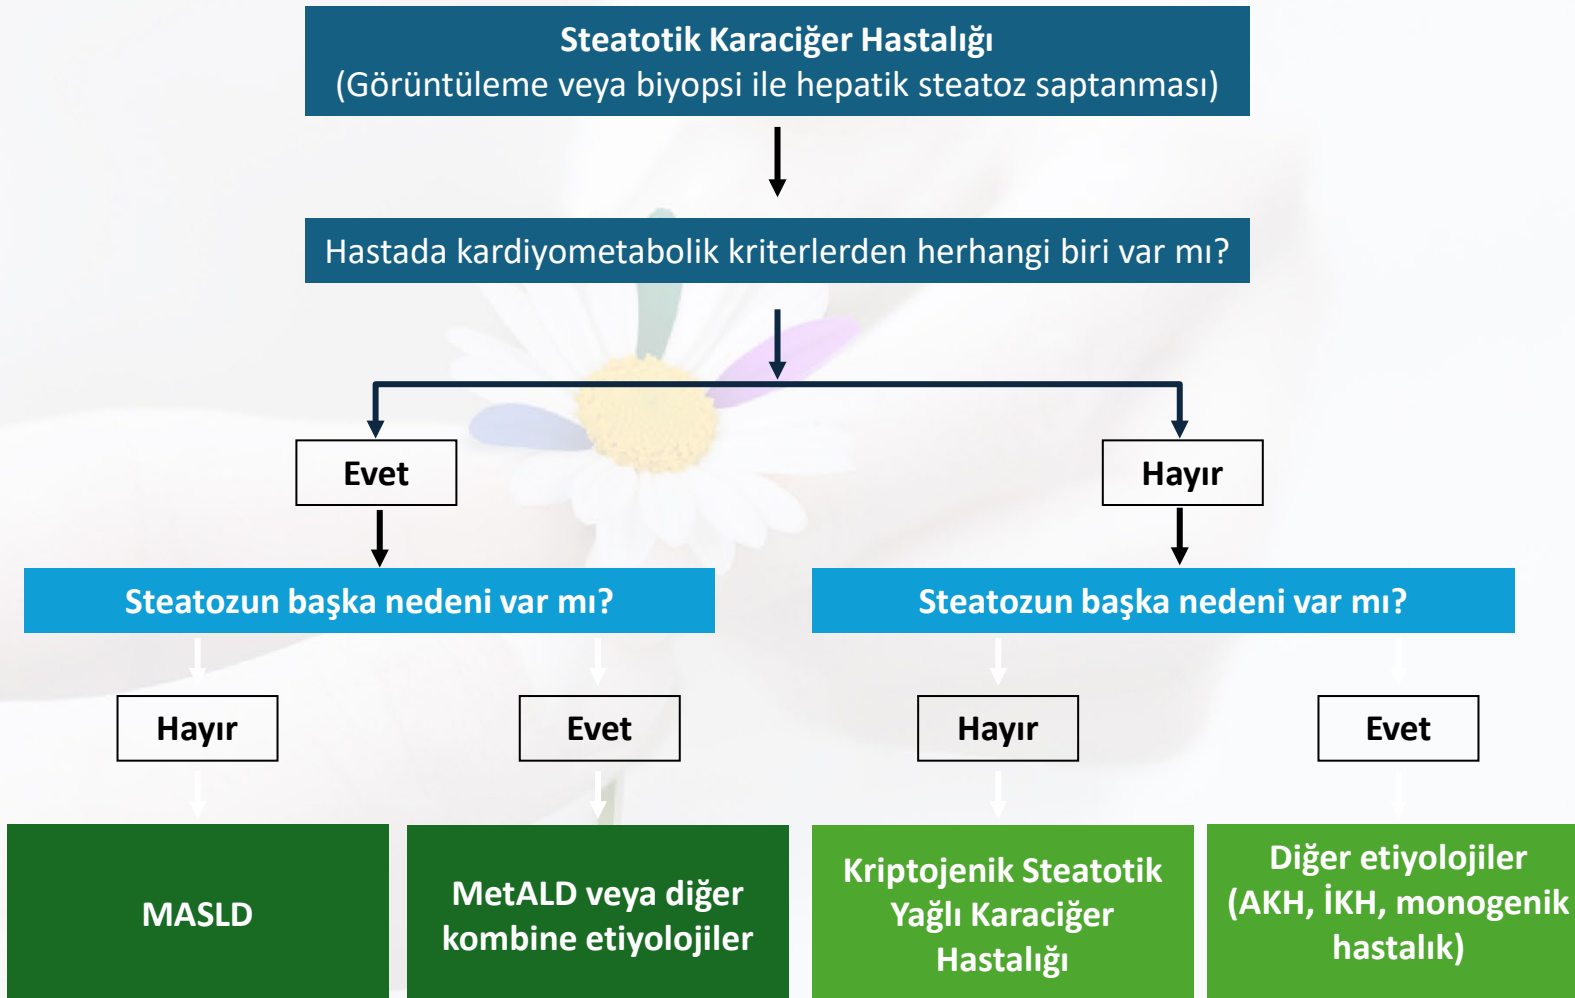 Steatotik Karaciğer Hastalığı
(Görüntüleme veya biyopsi ile hepatik steatoz saptanması)
Hastada kardiyometabolik kriterlerden herhangi biri var mı?
Evet
Hayır
Steatozun başka nedeni var mı?
Steatozun başka nedeni var mı?
Hayır
Evet
Hayır
Evet
MASLD
MetALD veya diğer
kombine etiyolojiler
Kriptojenik Steatotik
Yağlı Karaciğer
Hastalığı
Diğer etiyolojiler
(AKH, İKH, monogenik
hastalık)